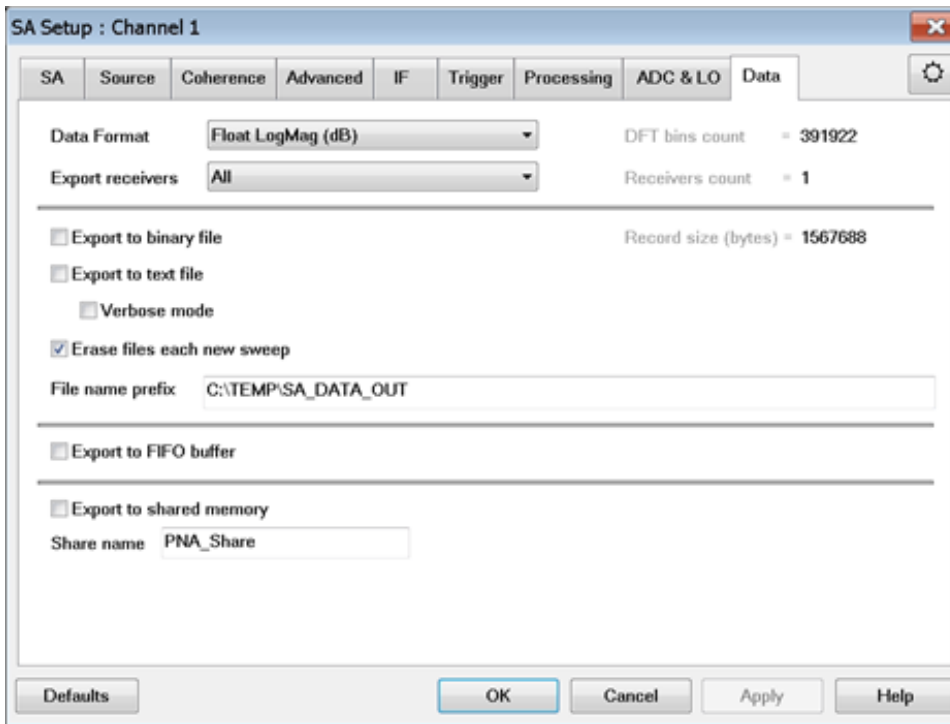 SA Setup : Channel 1
SA Source Coherence Advanced IF Trigger Processing ADC & LO Data
Data Format Float LogMag (dB) DFT bins count = 391922
Export receivers All Receivers count = 1
Export to binary file Record size (bytes) = 1567688
Export to text file
Verbose mode
Erase files each new sweep
File name prefix C:\TEMP\SA_DATA_OUT
Export to FIFO buffer
Export to shared memory
Share name PNA_Share
Defaults OK Cancel Apply Help